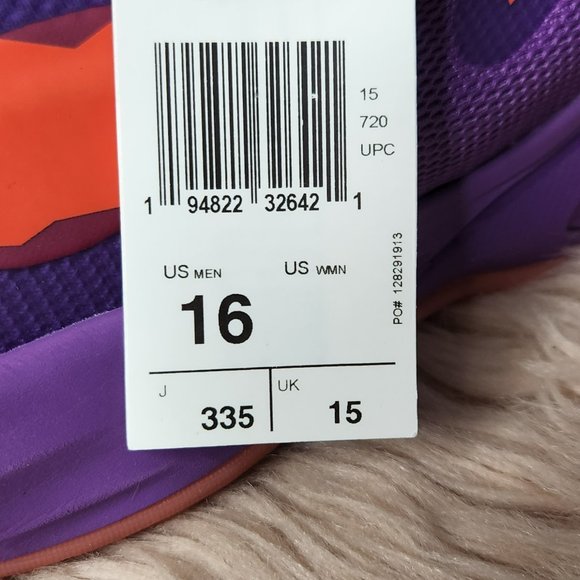 15
720
UPC
1 94822 32642 1
US MEN US WMN
16
PO# 128291913
J UK
335 15